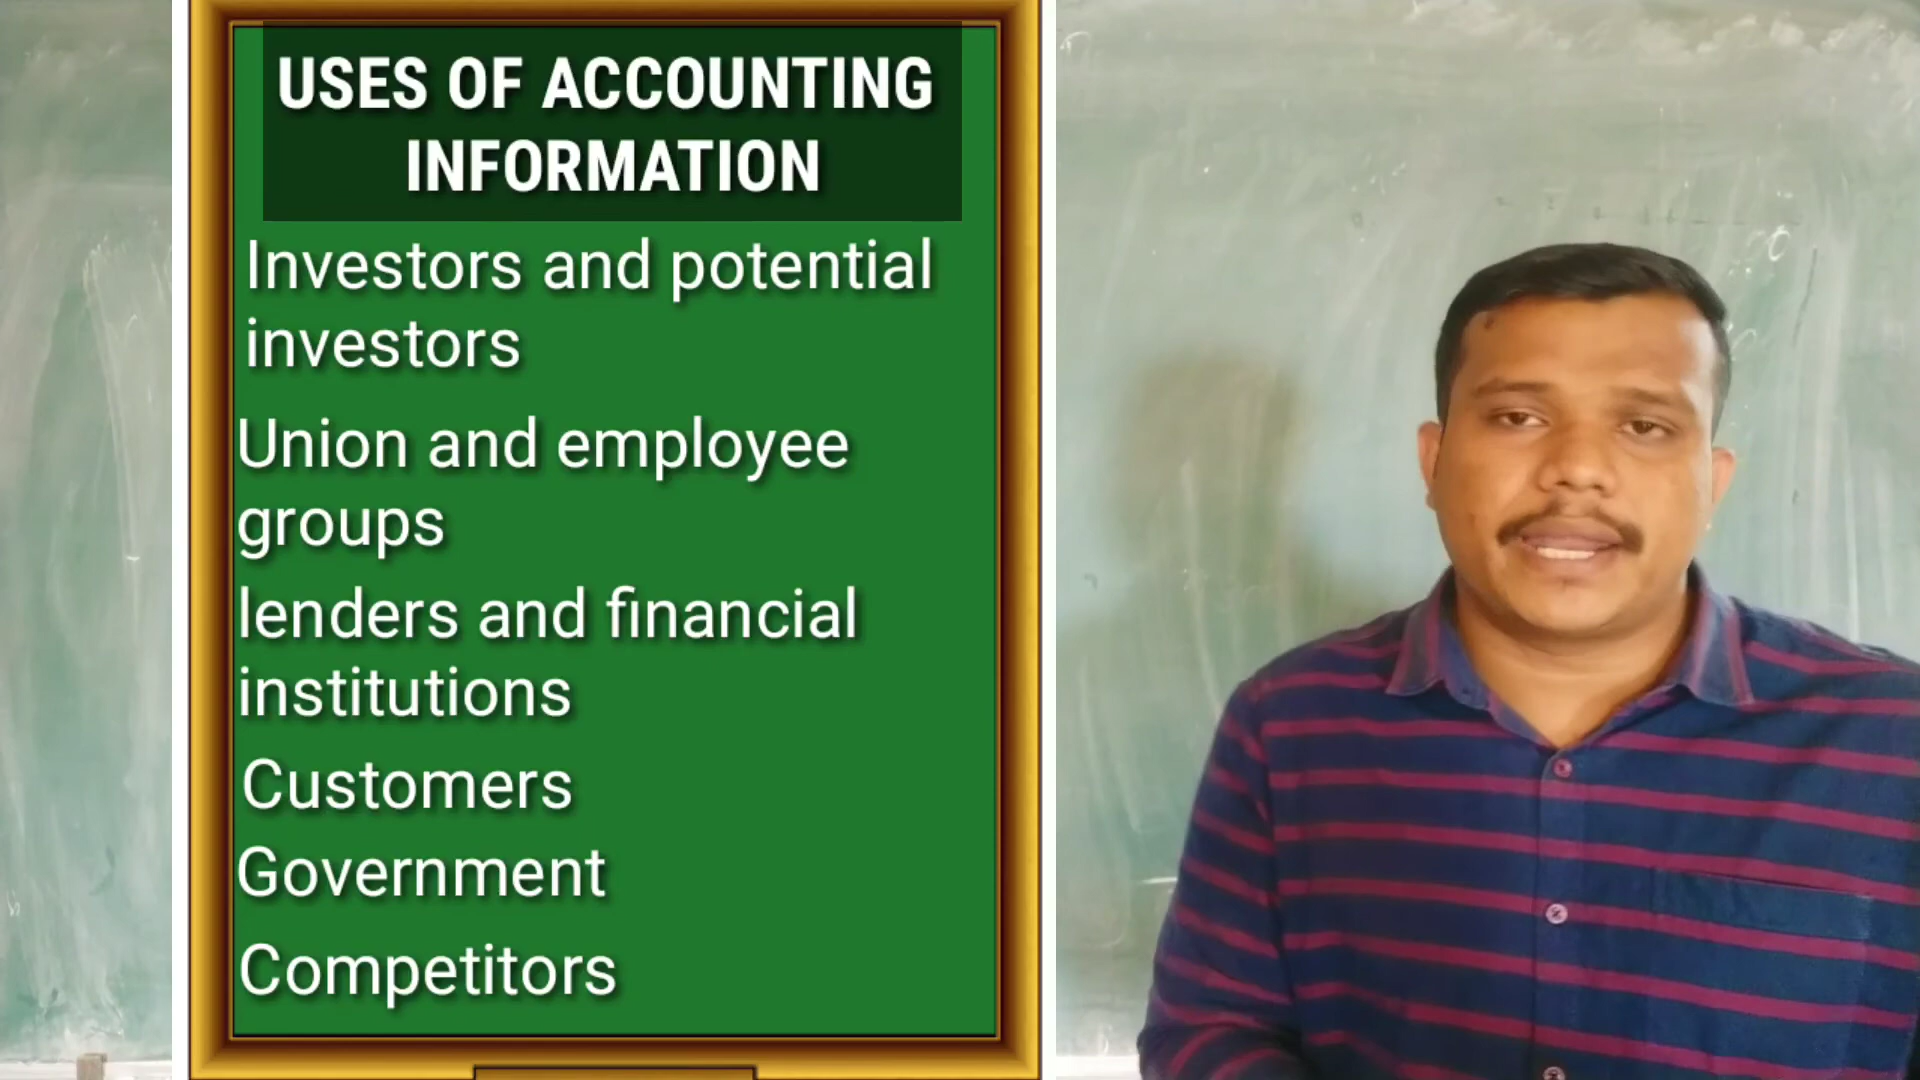 USES OF ACCOUNTING
INFORMATION
Investors and potential
investors
Union and employee
groups
lenders and financial
institutions
Customers
Government
Competitors